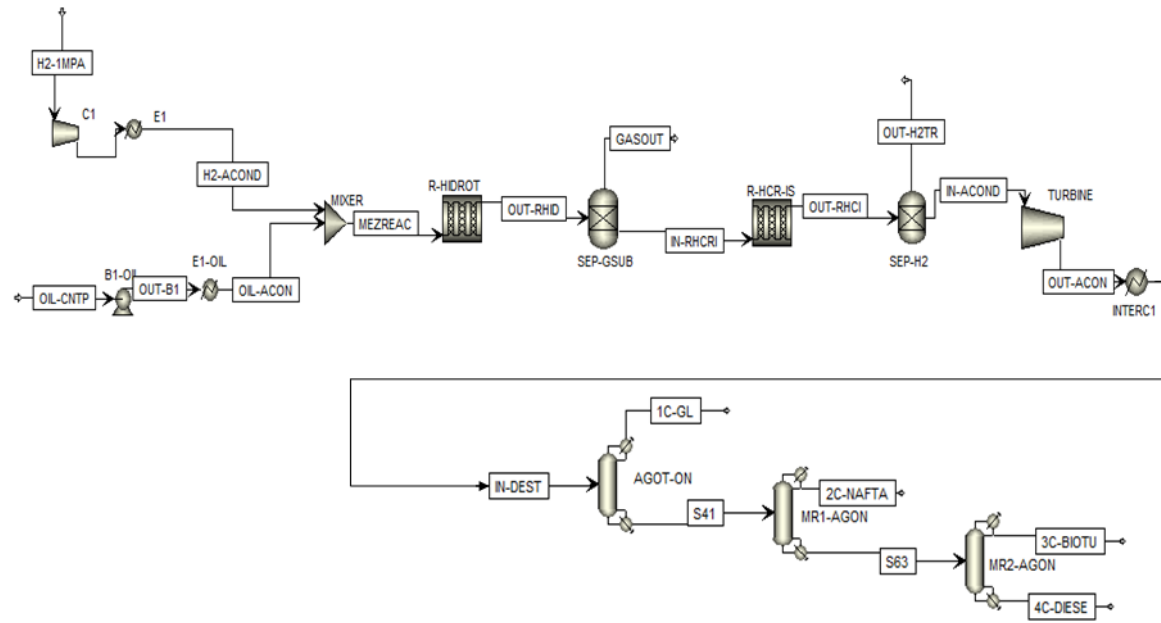 H2-1MPA
C1
E1
H2-ACOND
MIXER
MEZREAC
B1-OIL
E1-OIL
OIL-CNTP
OUT-B1
OIL-ACON
R-HIDROT
OUT-RHID
GASOUT
SEP-GSUB
IN-RHCRI
R-HCR-IS
OUT-RHCI
OUT-H2TR
SEP-H2
IN-ACOND
TURBINE
OUT-ACON
INTERC1
IN-DEST
AGOT-ON
1C-GL
S41
MR1-AGON
2C-NAFTA
S63
MR2-AGON
3C-BIOTU
4C-DIESE